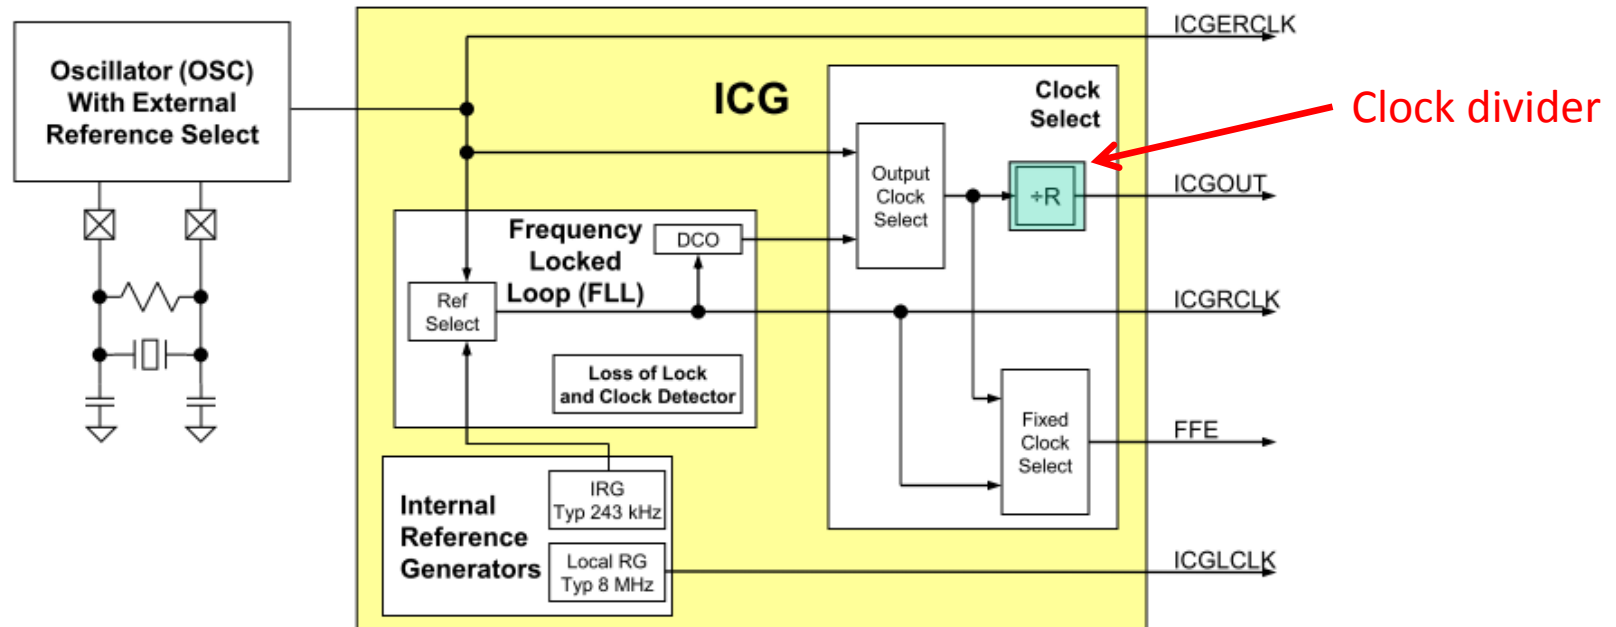 Oscillator (OSC)
With External
Reference Select
ICG
ICGERCLK
Clock
Select
Clock divider
Output
Clock
Select
÷R
ICGOUT
Frequency
Locked
Loop (FLL)
DCO
Ref
Select
ICGRCLK
Loss of Lock
and Clock Detector
Fixed
Clock
Select
FFE
Internal
Reference
Generators
IRG
Typ 243 kHz
Local RG
Typ 8 MHz
ICGLCLK